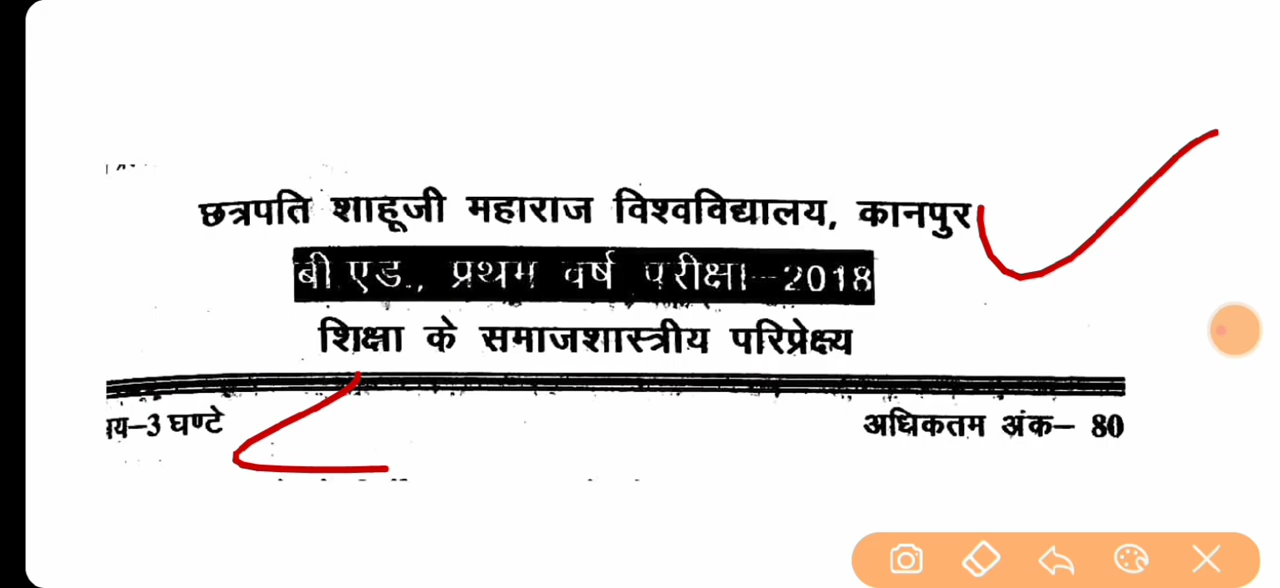 छत्रपति शाहूजी महाराज विश्वविद्यालय, कानपुर
बी.एड., प्रथम वर्ष परीक्षा-2018
शिक्षा के समाजशास्त्रीय परिप्रेक्ष्य
-3 घण्टे अधिकतम अंक- 80